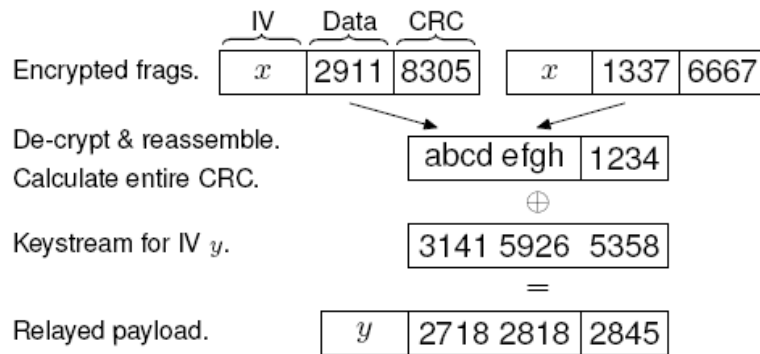 IV Data CRC
Encrypted frags. x 2911 8305 x 1337 6667
De-crypt & reassemble.
abcd efgh 1234
Calculate entire CRC.
⊕
Keystream for IV y. 3141 5926 5358
=
Relayed payload. y 2718 2818 2845